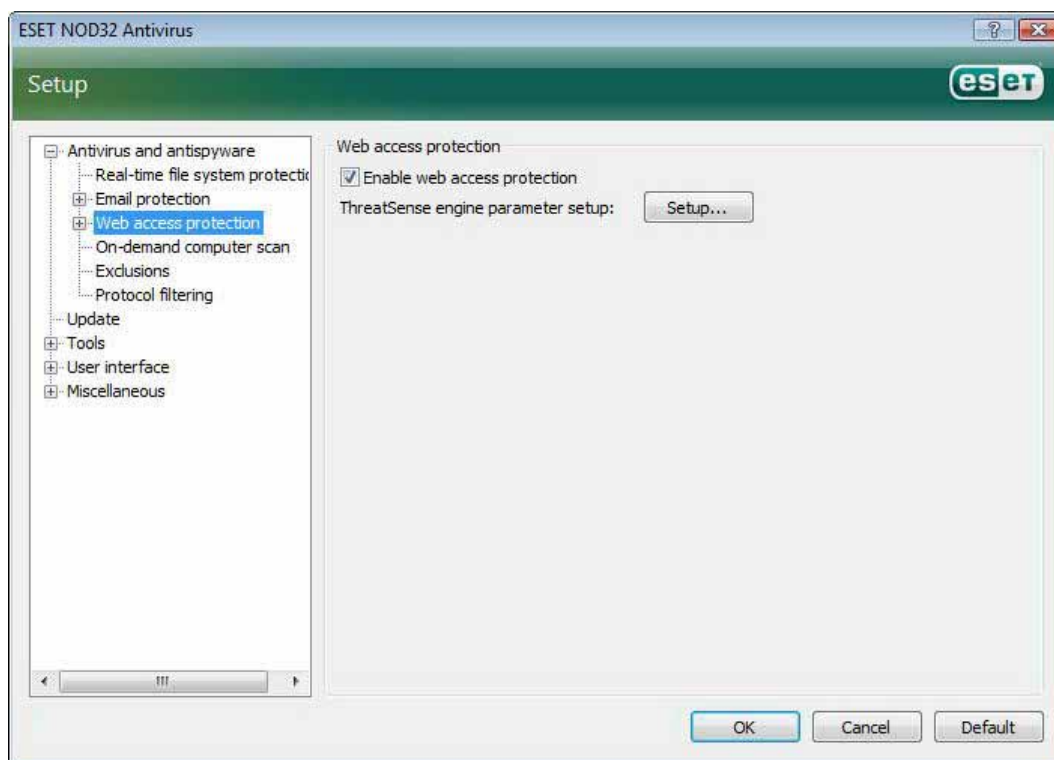 ESET NOD32 Antivirus
Setup
eset
Antivirus and antispyware
Real-time file system protectic
Email protection
Web access protection
On-demand computer scan
Exclusions
Protocol filtering
Update
Tools
User interface
Miscellaneous
Web access protection
Enable web access protection
ThreatSense engine parameter setup: Setup...
OK Cancel Default